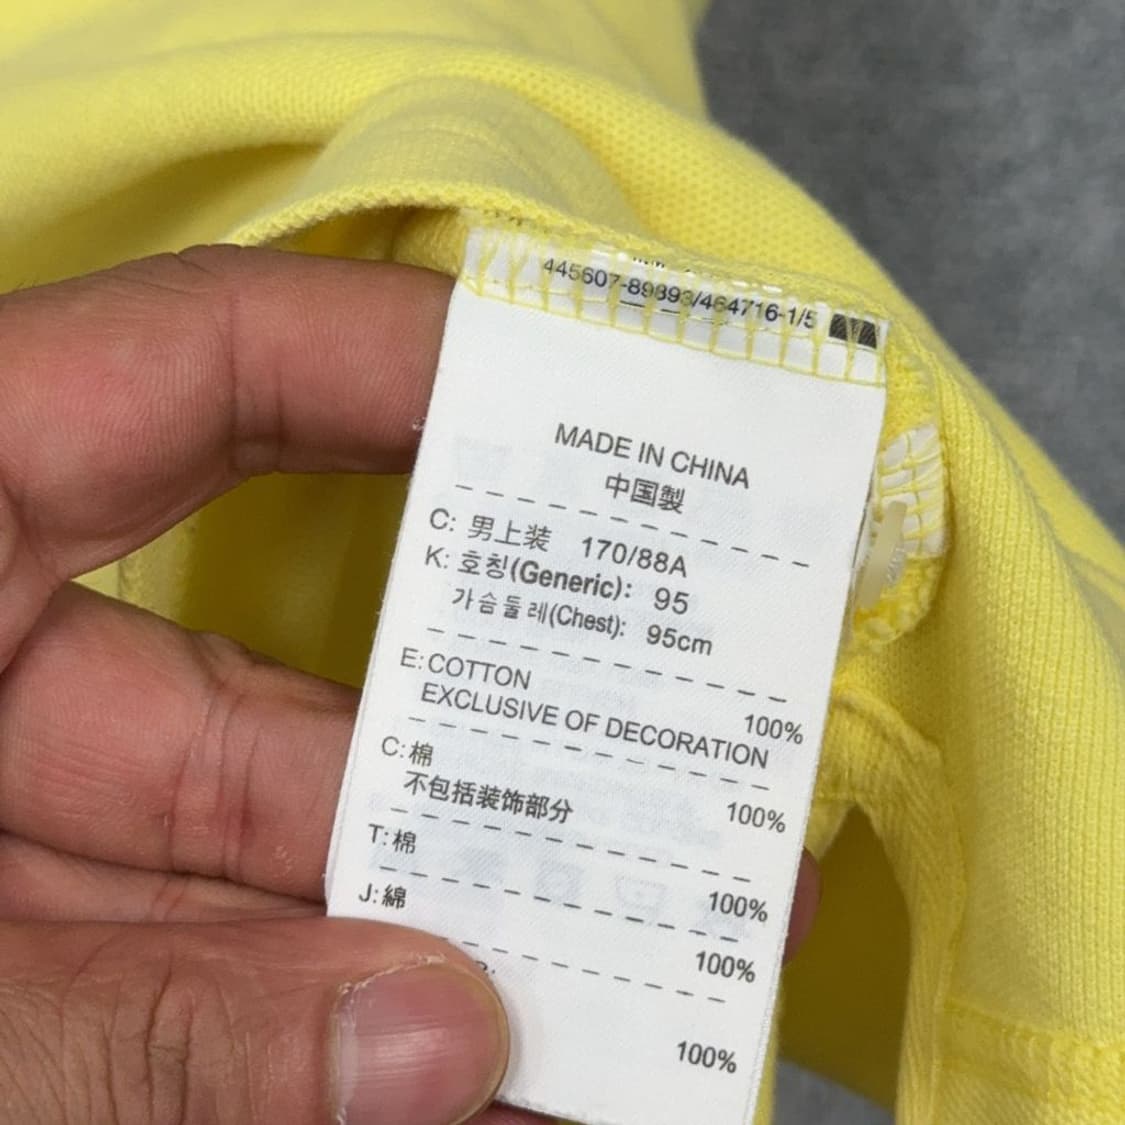 445607-89893/464716-1/5
MADE IN CHINA
中国製
C: 男上装 170/88A
K: 호칭(Generic): 95
가슴둘레(Chest): 95cm
E: COTTON 100%
EXCLUSIVE OF DECORATION
C: 棉 100%
不包括装饰部分
T: 棉 100%
J: 綿 100%
100%